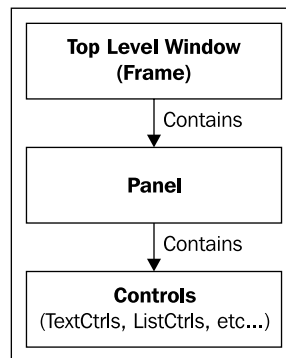 Top Level Window
(Frame)
Contains
Panel
Contains
Controls
(TextCtrls, ListCtrls, etc...)